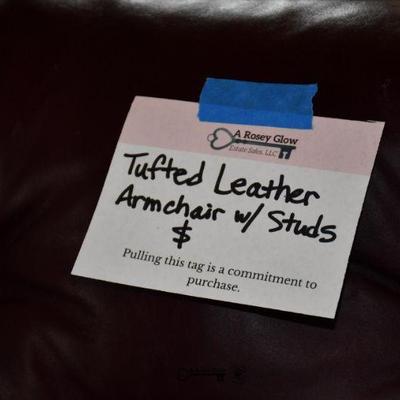 A Rosey Glow
Estate Sales, LLC
Tufted Leather
Armchair w/ Studs
$
Pulling this tag is a commitment to
purchase.